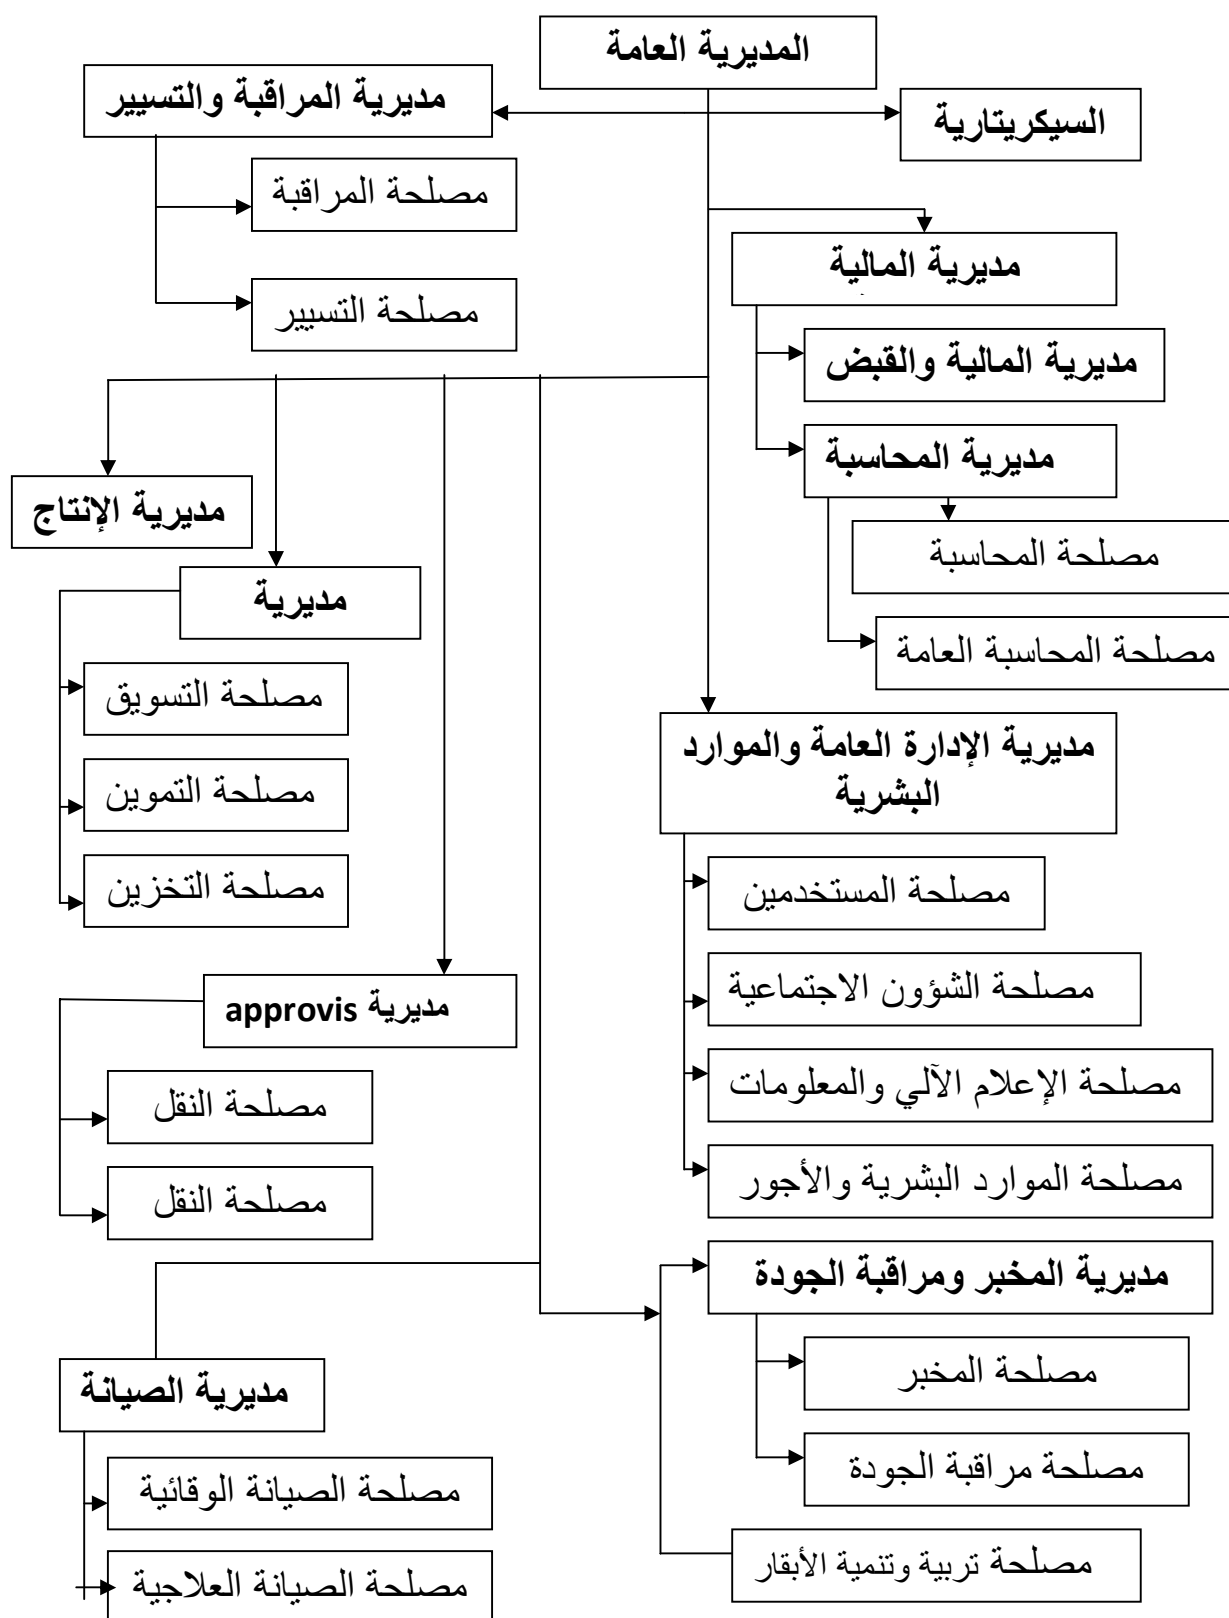 المديرية العامة
مديرية المراقبة والتسيير
السيكريتارية
مصلحة المراقبة
مديرية المالية
مصلحة التسيير
مديرية المالية والقبض
مديرية المحاسبة
مديرية الإنتاج
مصلحة المحاسبة
مديرية
مصلحة المحاسبة العامة
مصلحة التسويق
مديرية الإدارة العامة والموارد
البشرية
مصلحة التموين
مصلحة التخزين
مصلحة المستخدمين
مصلحة الشؤون الاجتماعية
مديرية approvis
مصلحة الإعلام الآلي والمعلومات
مصلحة النقل
مصلحة الموارد البشرية والأجور
مصلحة النقل
مديرية المخبر ومراقبة الجودة
مصلحة المخبر
مديرية الصيانة
مصلحة مراقبة الجودة
مصلحة الصيانة الوقائية
مصلحة تربية وتنمية الأبقار
مصلحة الصيانة العلاجية